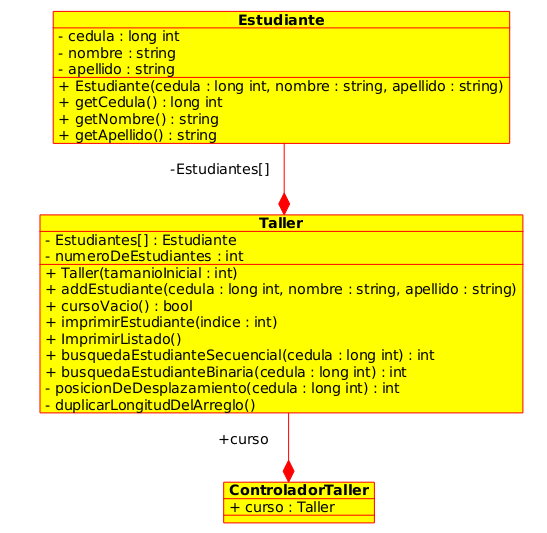 Estudiante
- cedula : long int
- nombre : string
- apellido : string
+ Estudiante(cedula : long int, nombre : string, apellido : string)
+ getCedula() : long int
+ getNombre() : string
+ getApellido() : string
-Estudiantes[]
Taller
- Estudiantes[] : Estudiante
- numeroDeEstudiantes : int
+ Taller(tamanioInicial : int)
+ addEstudiante(cedula : long int, nombre : string, apellido : string)
+ cursoVacio() : bool
+ imprimirEstudiante(indice : int)
+ ImprimirListado()
+ busquedaEstudianteSecuencial(cedula : long int) : int
+ busquedaEstudianteBinaria(cedula : long int) : int
- posicionDeDesplazamiento(cedula : long int) : int
- duplicarLongitudDelArreglo()
+curso
ControladorTaller
+ curso : Taller